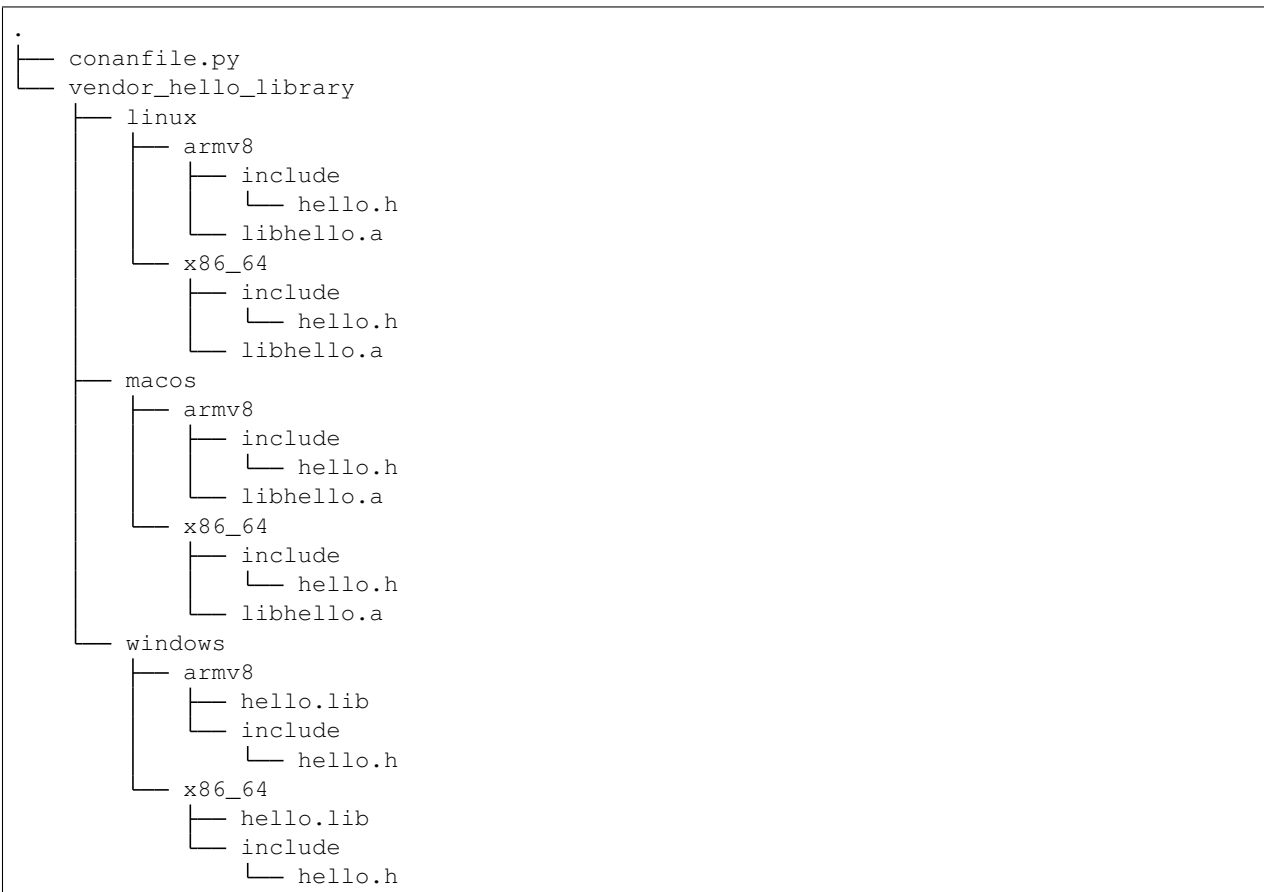 .
├── conanfile.py
└── vendor_hello_library
    ├── linux
    │   ├── armv8
    │   │   ├── include
    │   │   │   └── hello.h
    │   │   └── libhello.a
    │   └── x86_64
    │       ├── include
    │       │   └── hello.h
    │       └── libhello.a
    ├── macos
    │   ├── armv8
    │   │   ├── include
    │   │   │   └── hello.h
    │   │   └── libhello.a
    │   └── x86_64
    │       ├── include
    │       │   └── hello.h
    │       └── libhello.a
    └── windows
        ├── armv8
        │   ├── hello.lib
        │   └── include
        │       └── hello.h
        └── x86_64
            ├── hello.lib
            └── include
                └── hello.h